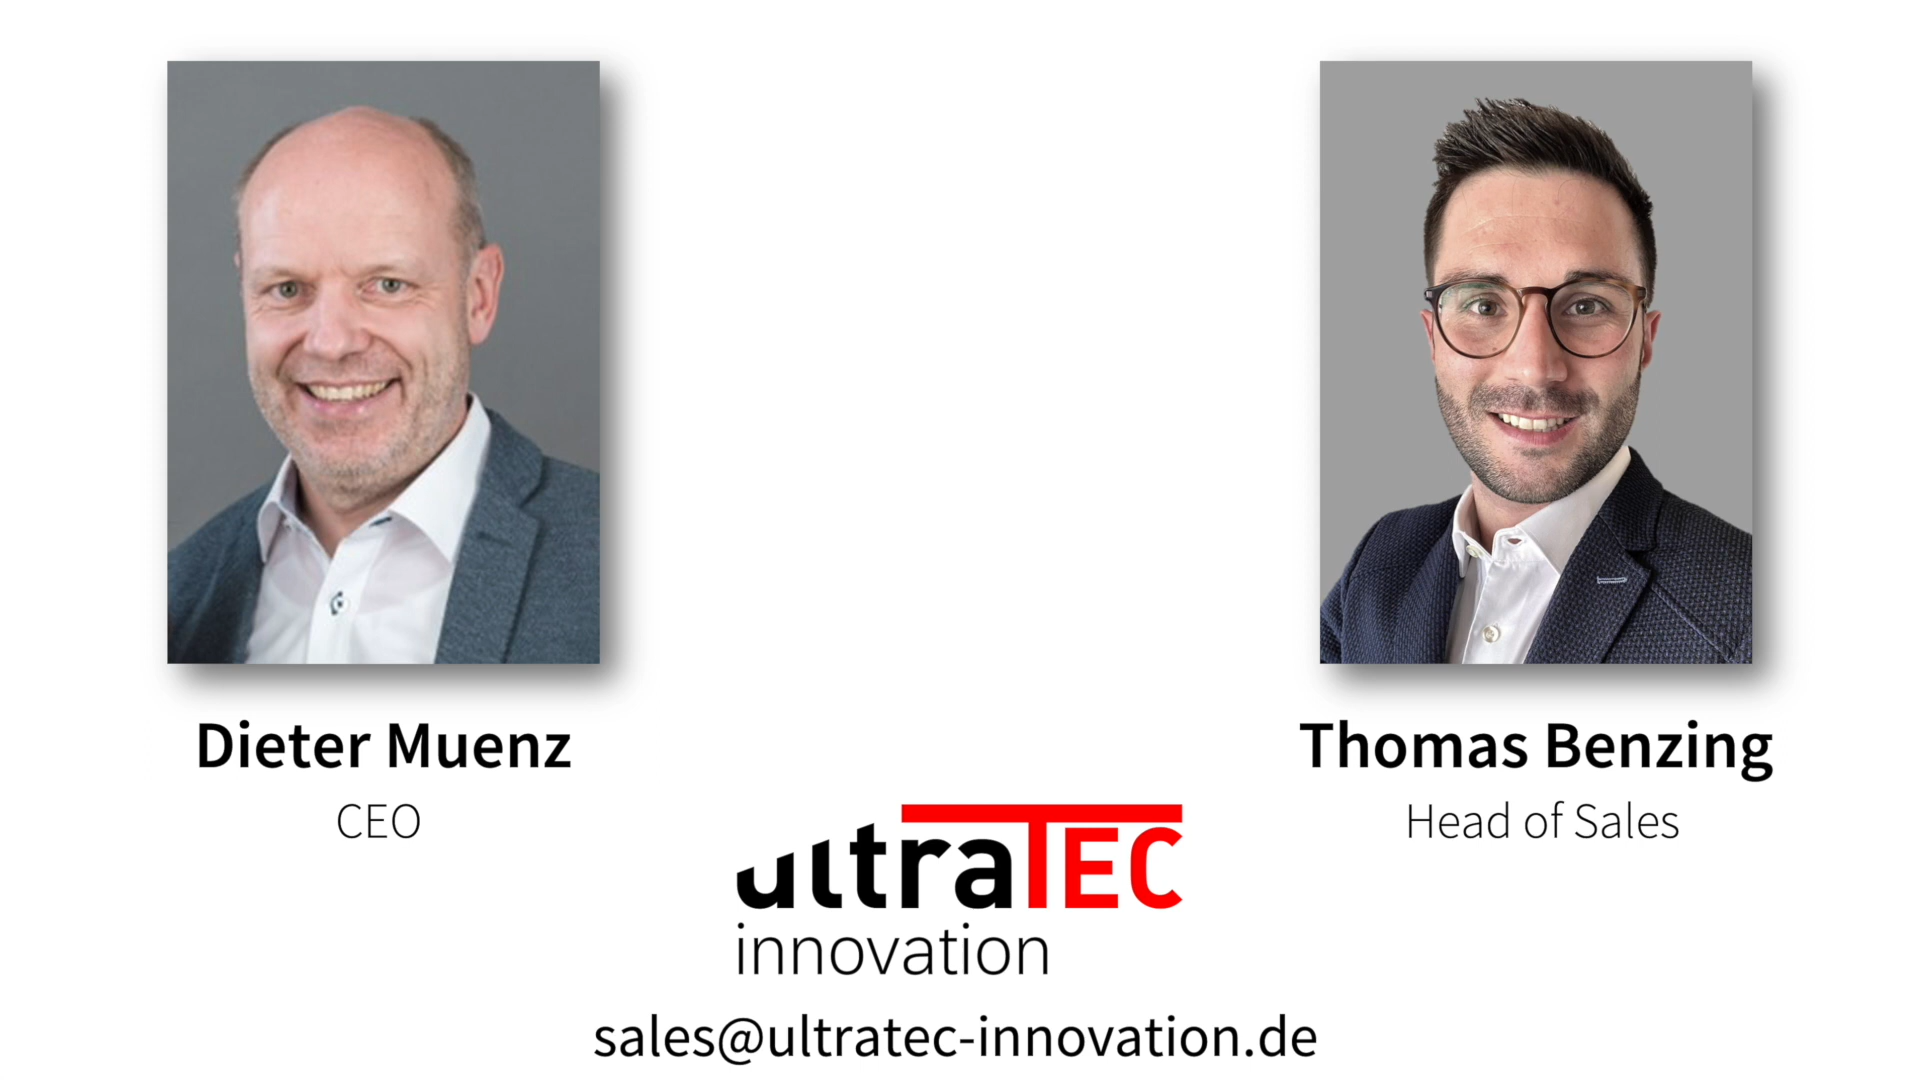 Dieter Muenz
CEO
Thomas Benzing
Head of Sales
ultraTEC
innovation
sales@ultratec-innovation.de